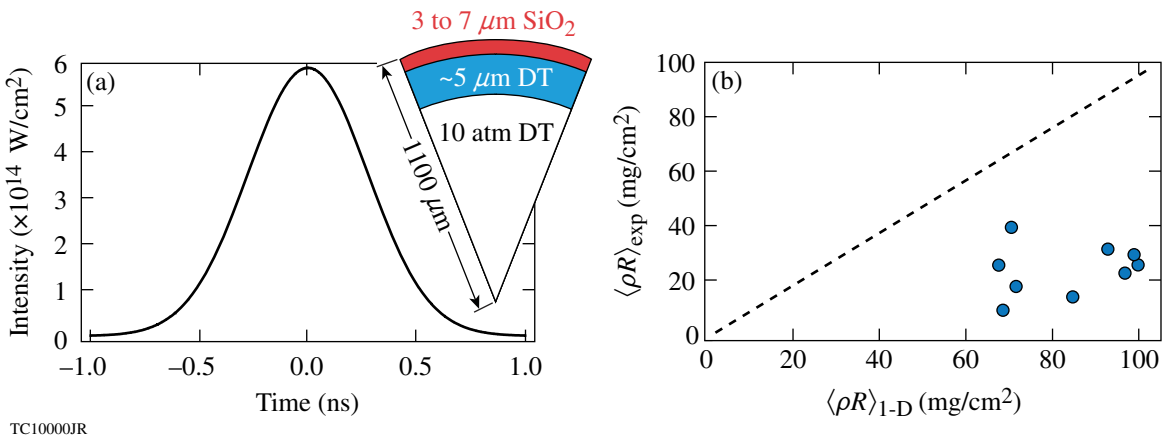 3 to 7 μm SiO2
(a)
~5 μm DT
10 atm DT
1100 μm
Intensity (×10^14 W/cm^2)
6
5
4
3
2
1
0
–1.0 –0.5 0.0 0.5 1.0
Time (ns)
(b)
⟨ρR⟩exp (mg/cm^2)
100
80
60
40
20
0
0 20 40 60 80 100
⟨ρR⟩1-D (mg/cm^2)
TC10000JR